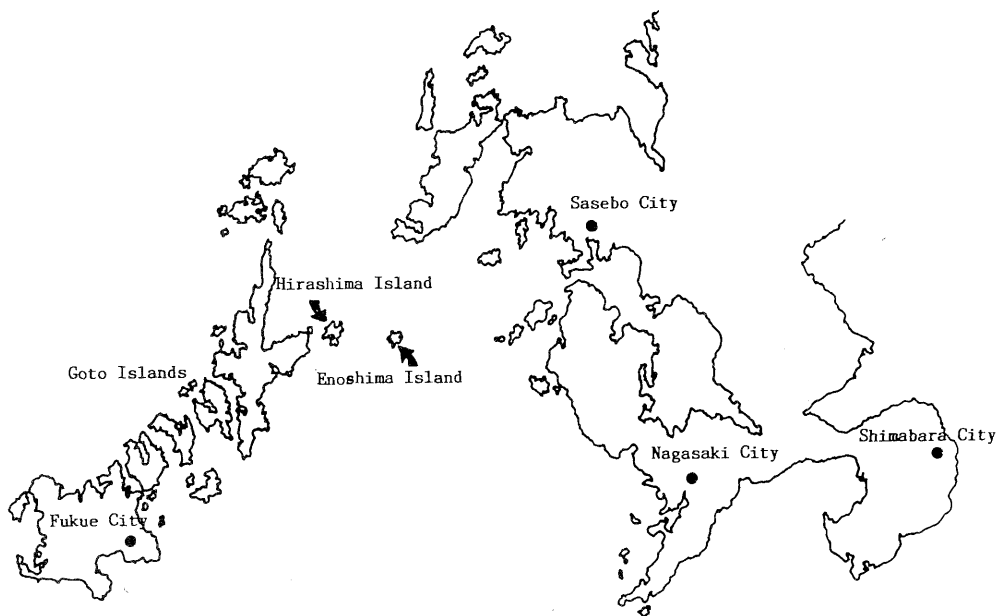 Sasebo City
Hirashima Island
Goto Islands
Enoshima Island
Shimabara City
Nagasaki City
Fukue City